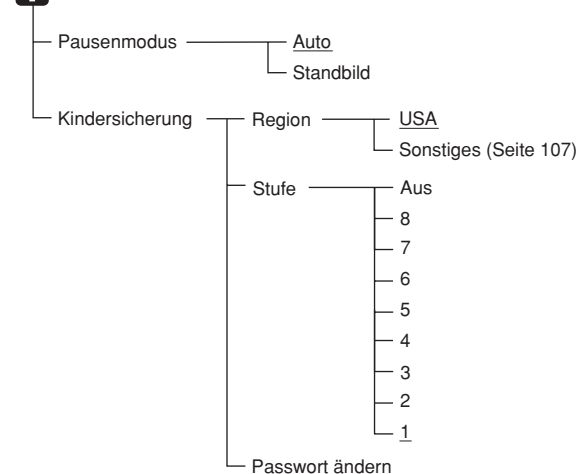 Pausenmodus Auto
Standbild
Kindersicherung Region USA
Sonstiges (Seite 107)
Stufe Aus
8
7
6
5
4
3
2
1
Passwort ändern